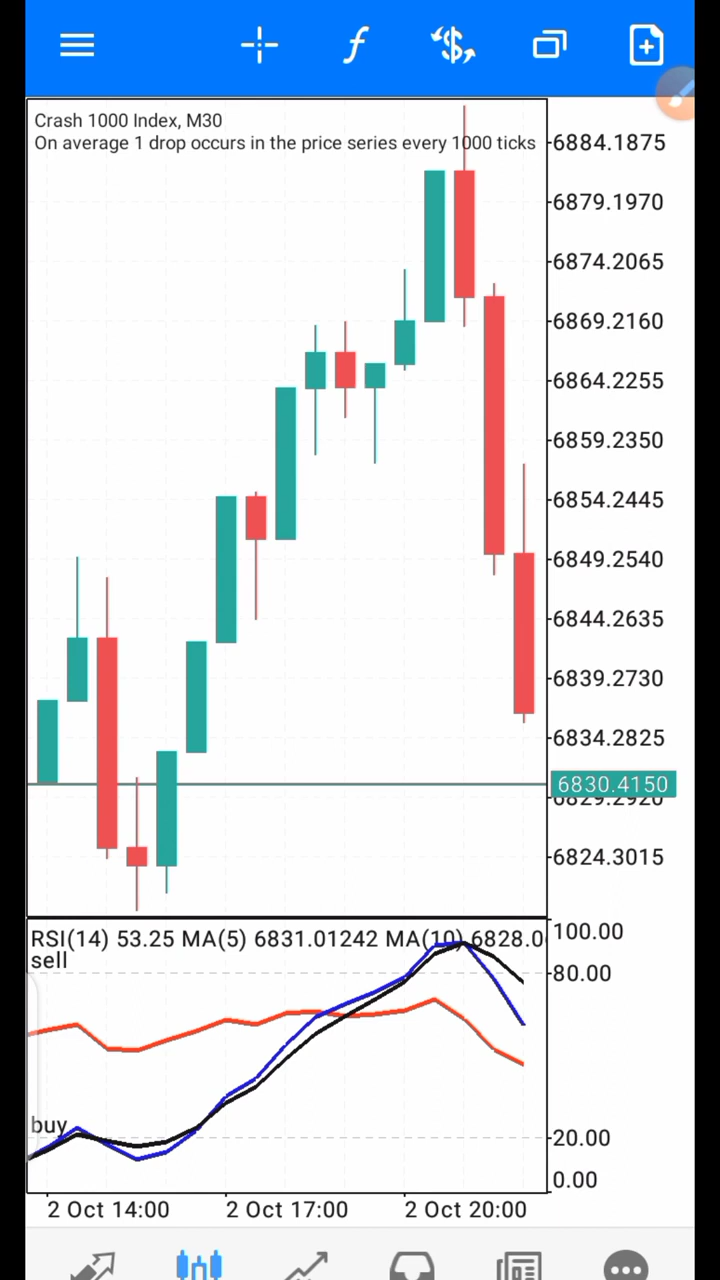 Crash 1000 Index, M30
On average 1 drop occurs in the price series every 1000 ticks
6884.1875
6879.1970
6874.2065
6869.2160
6864.2255
6859.2350
6854.2445
6849.2540
6844.2635
6839.2730
6834.2825
6830.4150
6829.2920
6824.3015
RSI(14) 53.25 MA(5) 6831.01242 MA(10) 6828.0
sell
100.00
80.00
buy
20.00
0.00
2 Oct 14:00
2 Oct 17:00
2 Oct 20:00